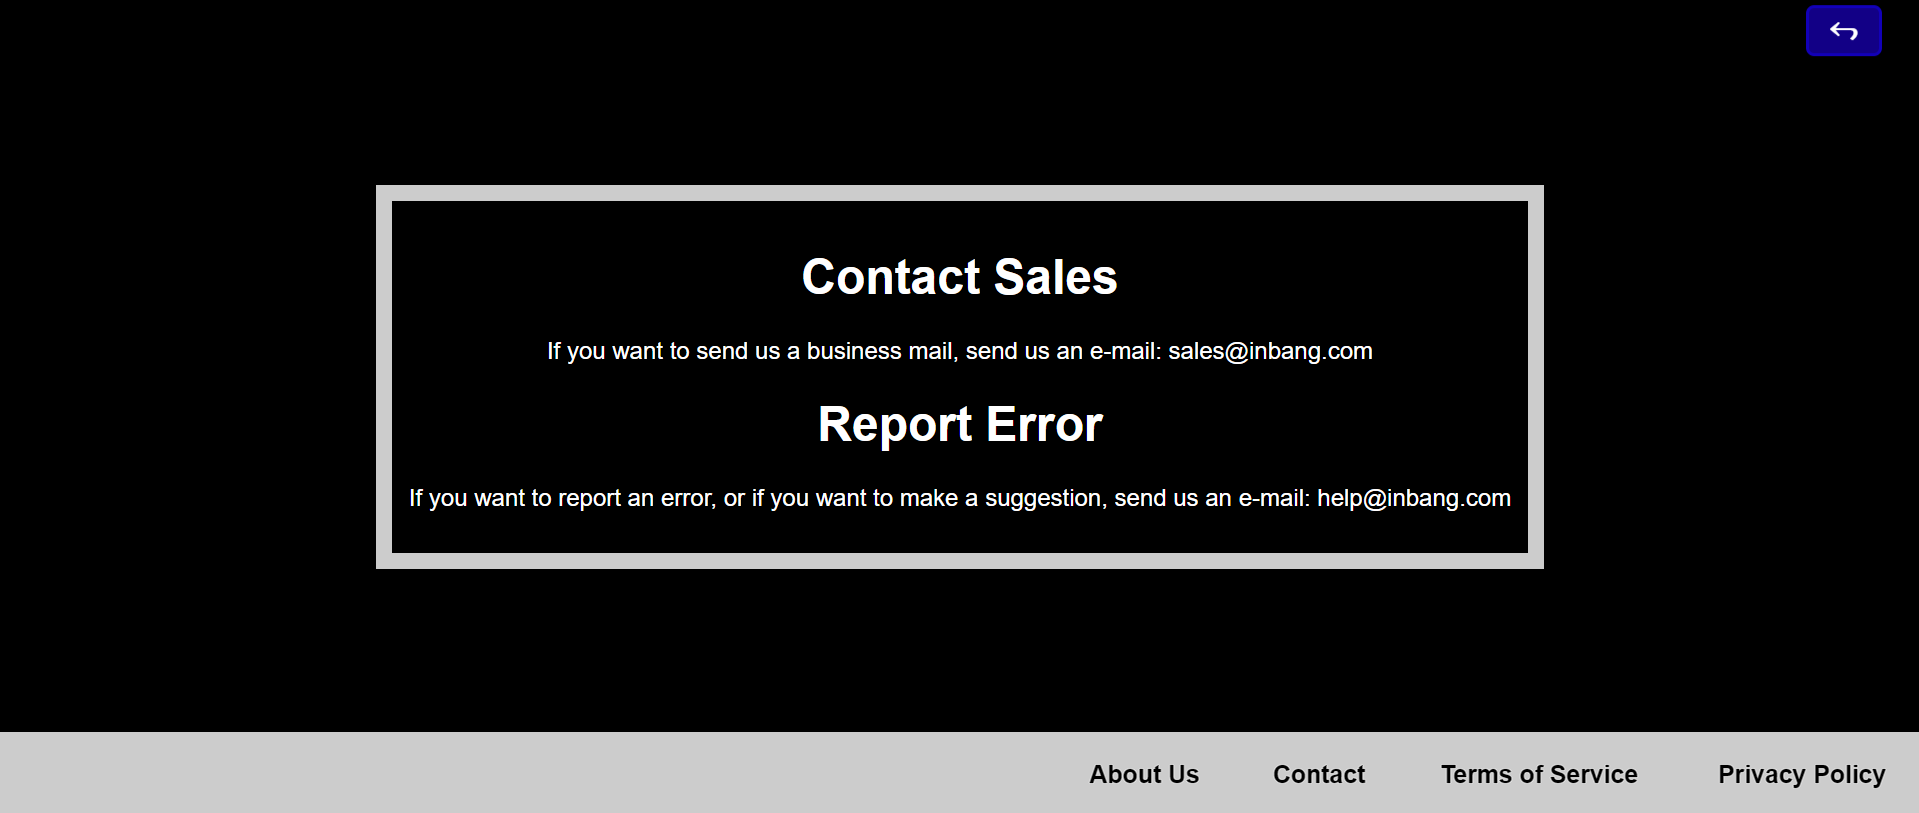 Contact Sales
If you want to send us a business mail, send us an e-mail: sales@inbang.com
Report Error
If you want to report an error, or if you want to make a suggestion, send us an e-mail: help@inbang.com
About Us Contact Terms of Service Privacy Policy